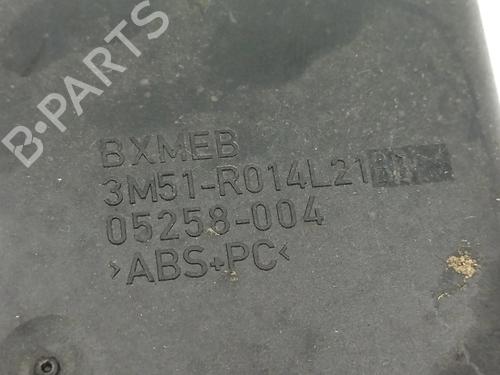 B-PARTS
BXMEB
3M51-R014L21
05258-004
>ABS+PC<